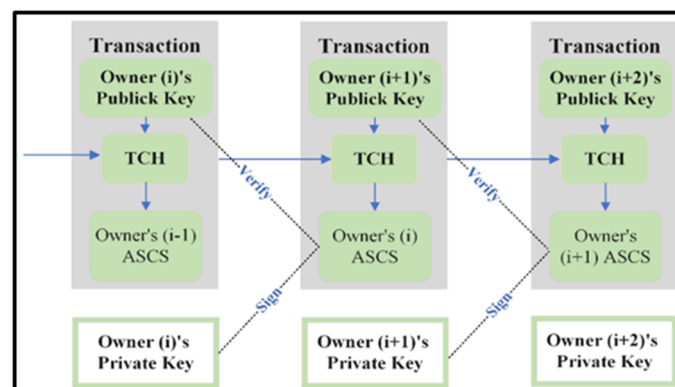 Transaction
Owner (i)'s
Publick Key
TCH
Owner's (i-1)
ASCS
Owner (i)'s
Private Key
Verify
Sign
Transaction
Owner (i+1)'s
Publick Key
TCH
Owner's (i)
ASCS
Owner (i+1)'s
Private Key
Verify
Sign
Transaction
Owner (i+2)'s
Publick Key
TCH
Owner's
(i+1) ASCS
Owner (i+2)'s
Private Key